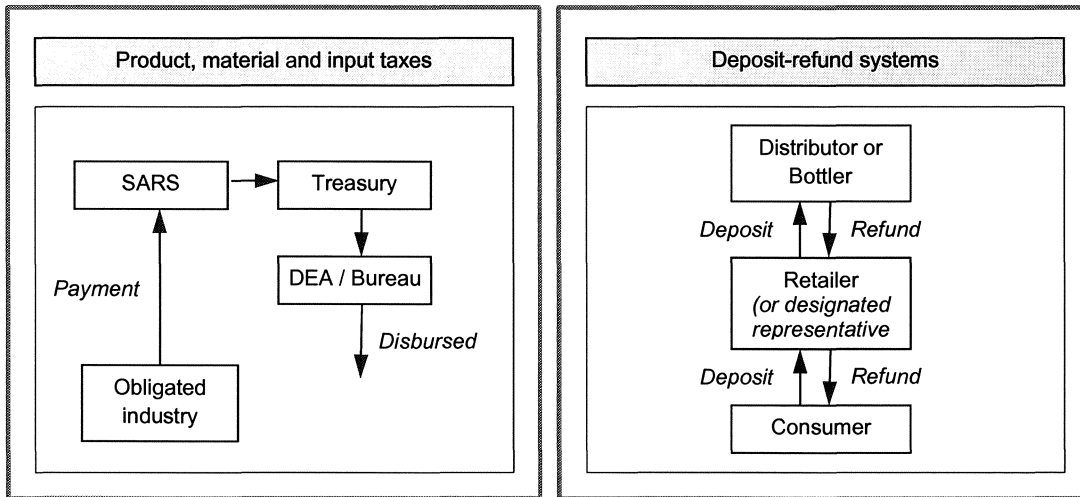 Product, material and input taxes
SARS
Treasury
DEA / Bureau
Payment
Disbursed
Obligated
industry
Deposit-refund systems
Distributor or
Bottler
Deposit
Refund
Retailer
(or designated
representative
Deposit
Refund
Consumer